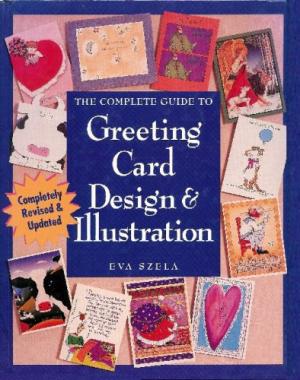 THE COMPLETE GUIDE TO
Greeting
Card
Design &
Illustration
Completely
Revised &
Updated
EVA SZELA